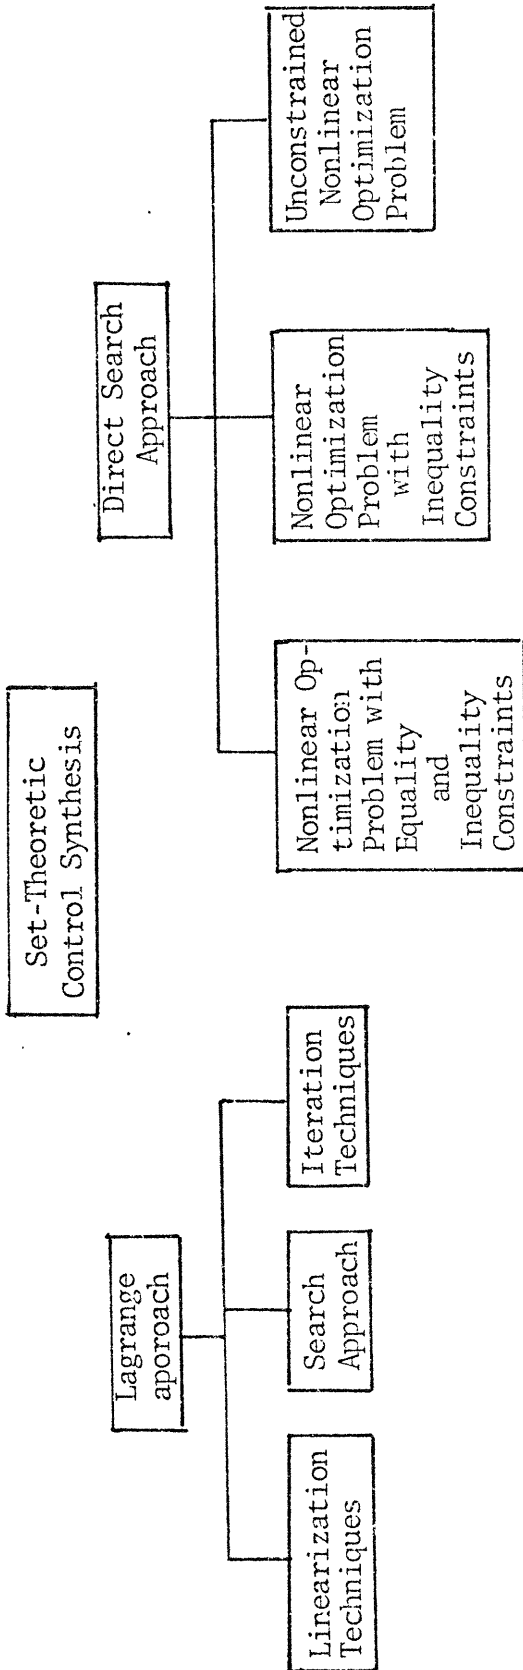 Set-Theoretic
Control Synthesis
Lagrange
aporoach
Direct Search
Approach
Linearization
Techniques
Search
Approach
Iteration
Techniques
Nonlinear Op-
timization
Problem with
Equality
and
Inequality
Constraints
Nonlinear
Optimization
Problem
with
Inequality
Constraints
Unconstrained
Nonlinear
Optimization
Problem